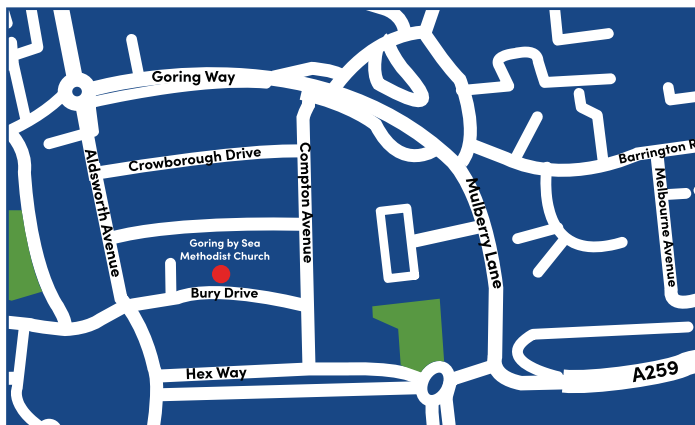 Goring Way
Crowborough Drive
Aldsworth Avenue
Compton Avenue
Mulberry Lane
Barrington R
Melbourne Avenue
Goring by Sea
Methodist Church
Bury Drive
Hex Way
A259